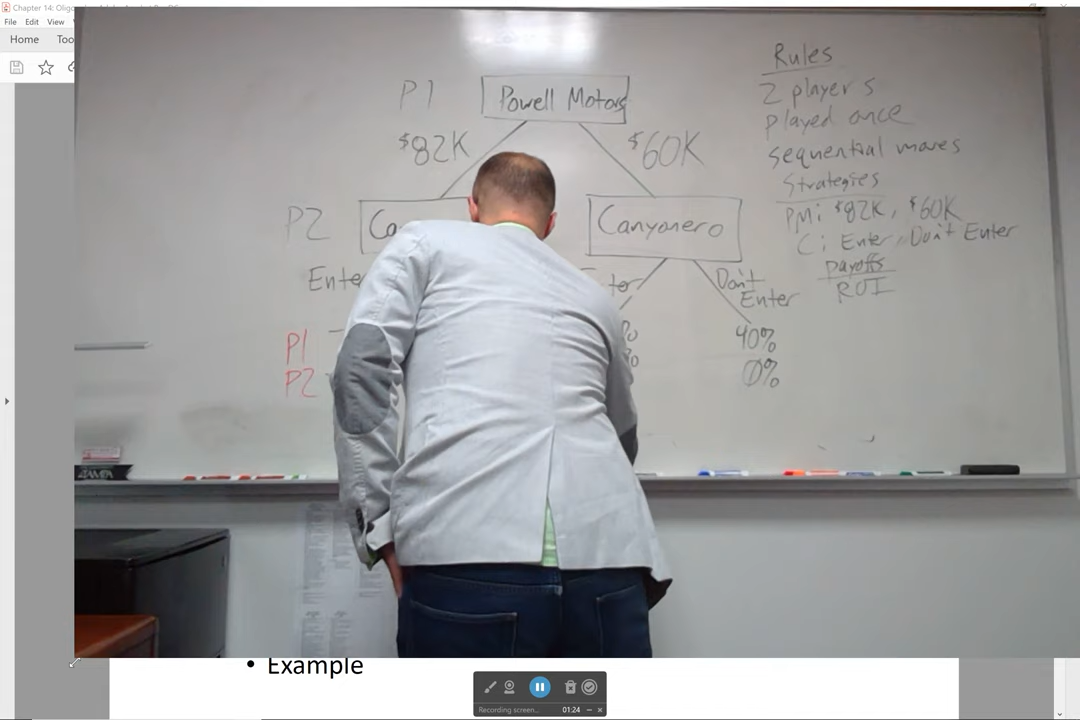 Chapter 14: Oligo
File Edit View
Home Too
P1 Powell Motors
$82K $60K
P2 Ca Canyonero
Enter Don't
Enter
40%
P1
P2 0%
Rules
2 players
Played once
sequential moves
Strategies
PM: $82K, $60K
C: Enter, Don't Enter
Payoffs
ROI
• Example
Recording screen... 01:24